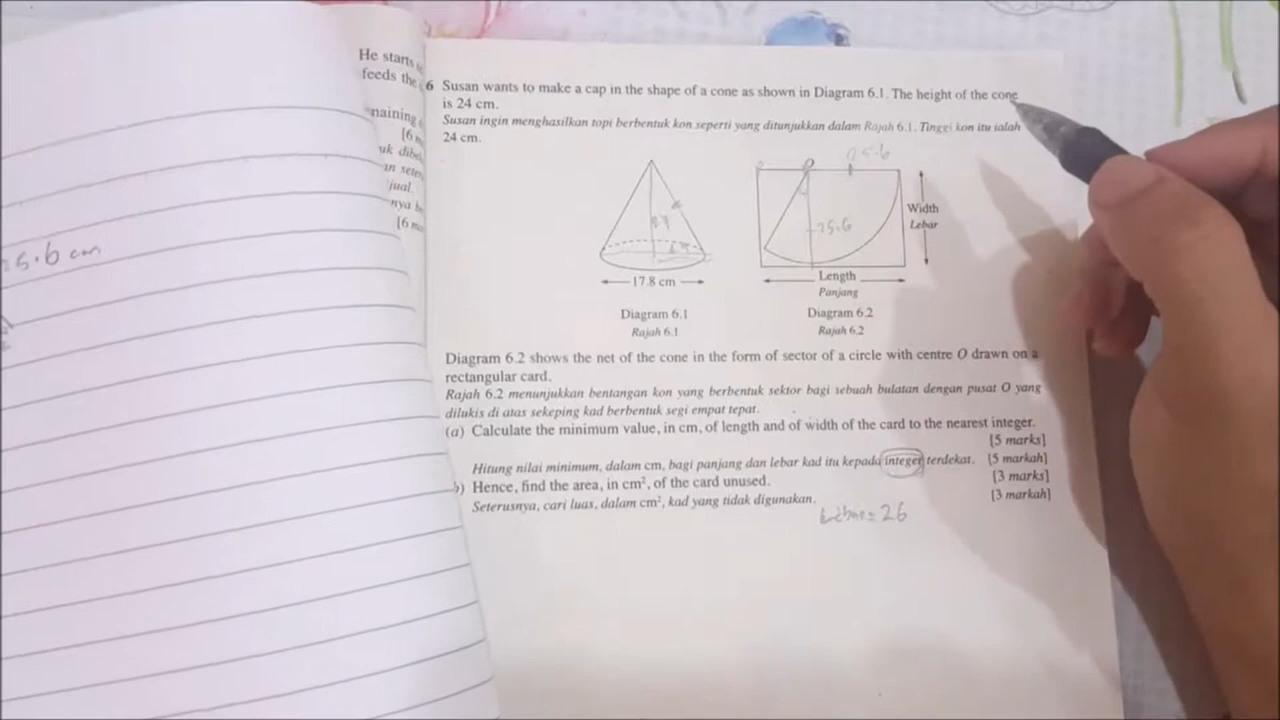 He starts
feeds the
naining
[6 m
uk dibe
an sete
jual.
nya b
[6 m
25.6 cm
6 Susan wants to make a cap in the shape of a cone as shown in Diagram 6.1. The height of the cone
is 24 cm.
Susan ingin menghasilkan topi berbentuk kon seperti yang ditunjukkan dalam Rajah 6.1. Tinggi kon itu ialah
24 cm.
24
8.9
17.8 cm
Diagram 6.1
Rajah 6.1
O
25.6
25.6
Width
Lebar
Length
Panjang
Diagram 6.2
Rajah 6.2
Diagram 6.2 shows the net of the cone in the form of sector of a circle with centre O drawn on a
rectangular card.
Rajah 6.2 menunjukkan bentangan kon yang berbentuk sektor bagi sebuah bulatan dengan pusat O yang
dilukis di atas sekeping kad berbentuk segi empat tepat.
(a) Calculate the minimum value, in cm, of length and of width of the card to the nearest integer.
[5 marks]
Hitung nilai minimum, dalam cm, bagi panjang dan lebar kad itu kepada integer terdekat. [5 markah]
b) Hence, find the area, in cm², of the card unused. [3 marks]
Seterusnya, cari luas, dalam cm², kad yang tidak digunakan. [3 markah]
= 26